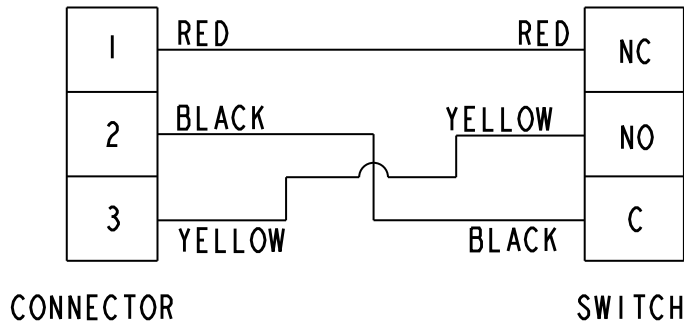 1 RED RED NC
2 BLACK YELLOW NO
3 YELLOW BLACK C
CONNECTOR SWITCH